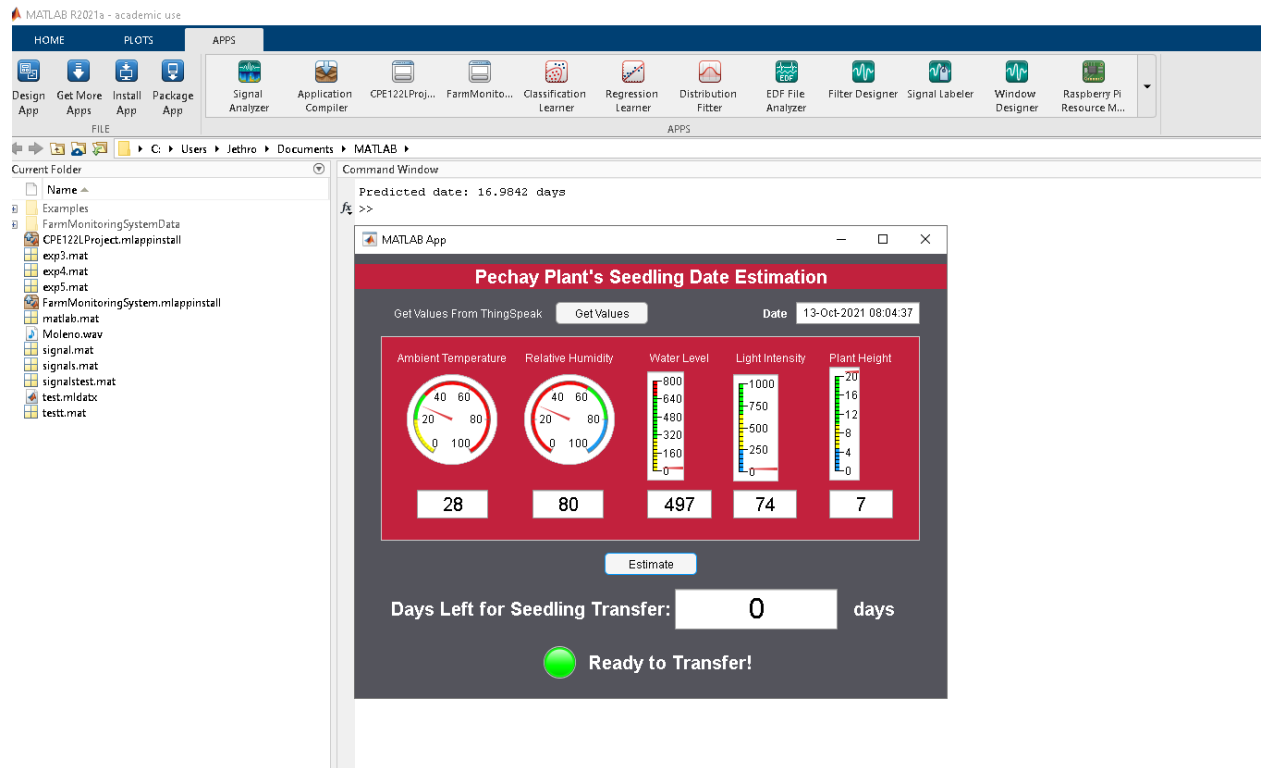 MATLAB R2021a - academic use
HOME PLOTS APPS
Design App
Get More Apps
Install App
Package App
Signal Analyzer
Application Compiler
CPE122LProj...
FarmMonito...
Classification Learner
Regression Learner
Distribution Fitter
EDF File Analyzer
Filter Designer
Signal Labeler
Window Designer
Raspberry Pi Resource M...
FILE APPS
C: Users Jethro Documents MATLAB
Current Folder
Name
Examples
FarmMonitoringSystemData
CPE122LProject.mlappinstall
exp3.mat
exp4.mat
exp5.mat
FarmMonitoringSystem.mlappinstall
matlab.mat
Moleno.wav
signal.mat
signals.mat
signalstest.mat
test.mldatx
testt.mat
Command Window
Predicted date: 16.9842 days
fx >>
MATLAB App
Pechay Plant's Seedling Date Estimation
Get Values From ThingSpeak Get Values Date 13-Oct-2021 08:04:37
Ambient Temperature Relative Humidity Water Level Light Intensity Plant Height
0 20 40 60 80 100
0 20 40 60 80 100
800 640 480 320 160 0
1000 750 500 250 0
20 16 12 8 4 0
28 80 497 74 7
Estimate
Days Left for Seedling Transfer: 0 days
Ready to Transfer!